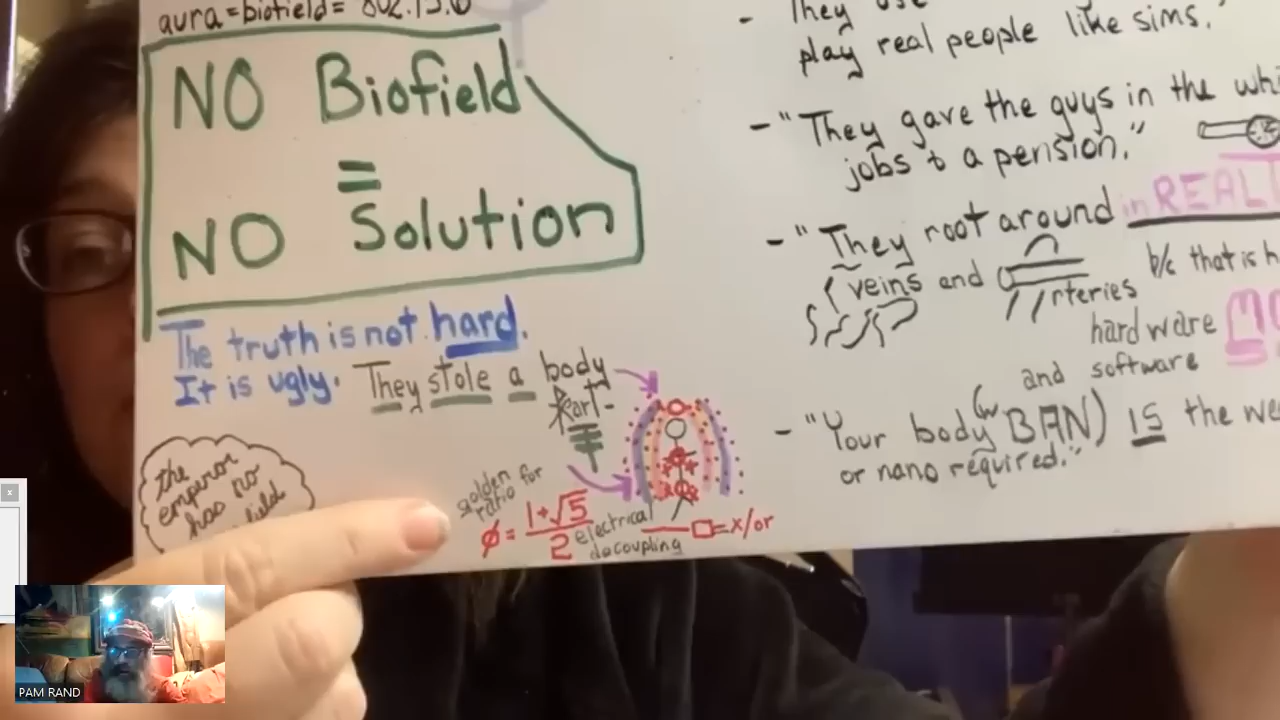 aura = biofield = 802.15.6
NO Biofield
=
NO Solution
The truth is not hard.
It is ugly. They stole a body
Part-
the
emperor
has no
golden
ratio for
φ = 1+√5
2
electrical
decoupling
□ = x/or
- They use
play real people like sims."
- "They gave the guys in the
jobs & a pension."
- "They root around in REAL
veins and
rteries
b/c that is
hardware
and software
- "Your body (w BAN) IS the
or nano required."
x
PAM RAND